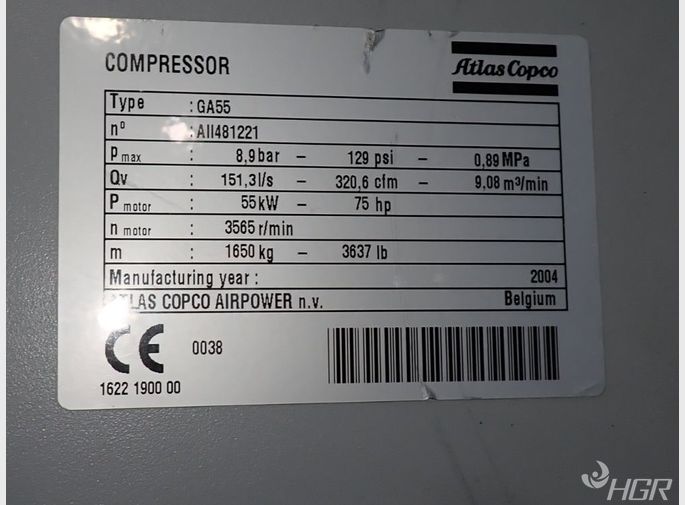 COMPRESSOR
Atlas Copco
Type : GA55
nº : AII481221
P max : 8,9 bar – 129 psi – 0,89 MPa
Qv : 151,3 l/s – 320,6 cfm – 9,08 m³/min
P motor : 55 kW – 75 hp
n motor : 3565 r/min
m : 1650 kg – 3637 lb
Manufacturing year : 2004
ATLAS COPCO AIRPOWER n.v. Belgium
CE 0038
1622 1900 00
HGR